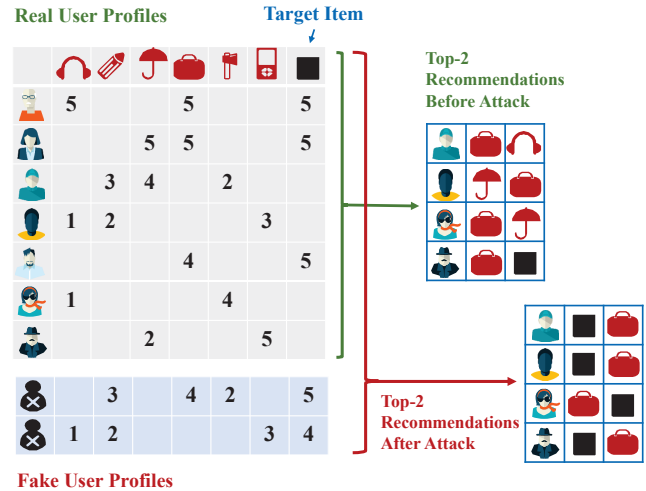 Real User Profiles
Target Item
5 5 5
5 5 5
3 4 2
1 2 3
4 5
1 4
2 5
3 4 2 5
1 2 3 4
Fake User Profiles
Top-2
Recommendations
Before Attack
Top-2
Recommendations
After Attack